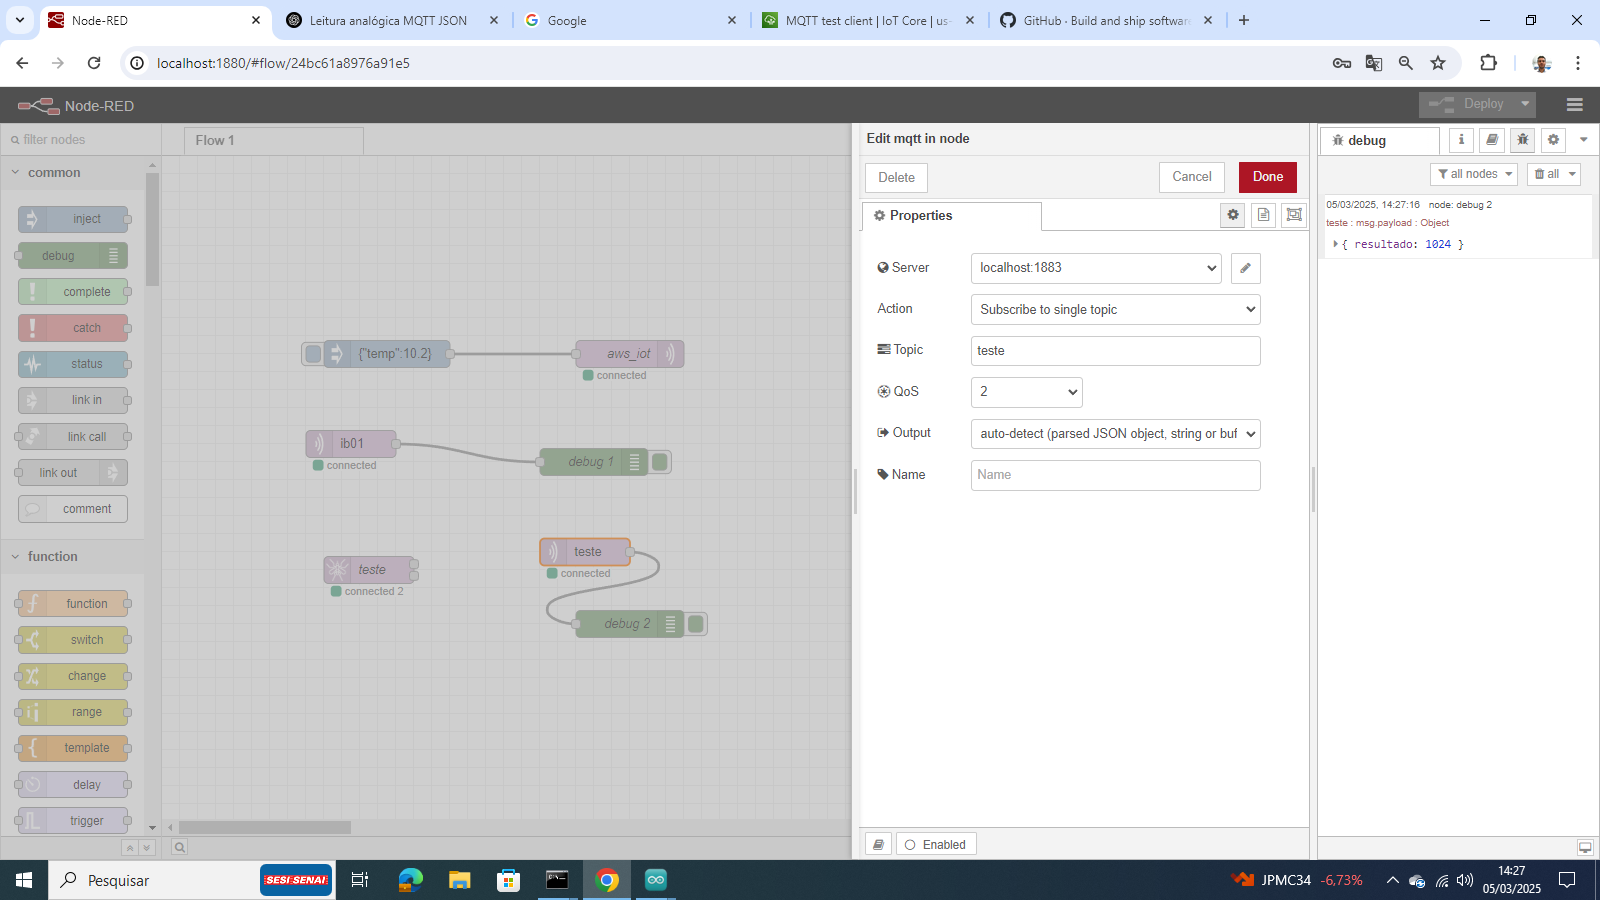 Node-RED
Leitura analógica MQTT JSON
Google
MQTT test client | IoT Core | us-
GitHub · Build and ship software
localhost:1880/#flow/24bc61a8976a91e5
Node-RED
Deploy
filter nodes
Flow 1
Edit mqtt in node
debug
Delete
Cancel
Done
all nodes
all
common
Properties
05/03/2025, 14:27:16 node: debug 2
teste : msg.payload : Object
{ resultado: 1024 }
inject
debug
complete
catch
status
link in
link call
link out
comment
function
function
switch
change
range
template
delay
trigger
{"temp":10.2}
aws_iot
connected
ib01
connected
debug 1
teste
connected 2
teste
connected
debug 2
Server
localhost:1883
Action
Subscribe to single topic
Topic
teste
QoS
2
Output
auto-detect (parsed JSON object, string or buf
Name
Name
Enabled
Pesquisar
SESI SENAI
JPMC34 -6,73%
14:27
05/03/2025